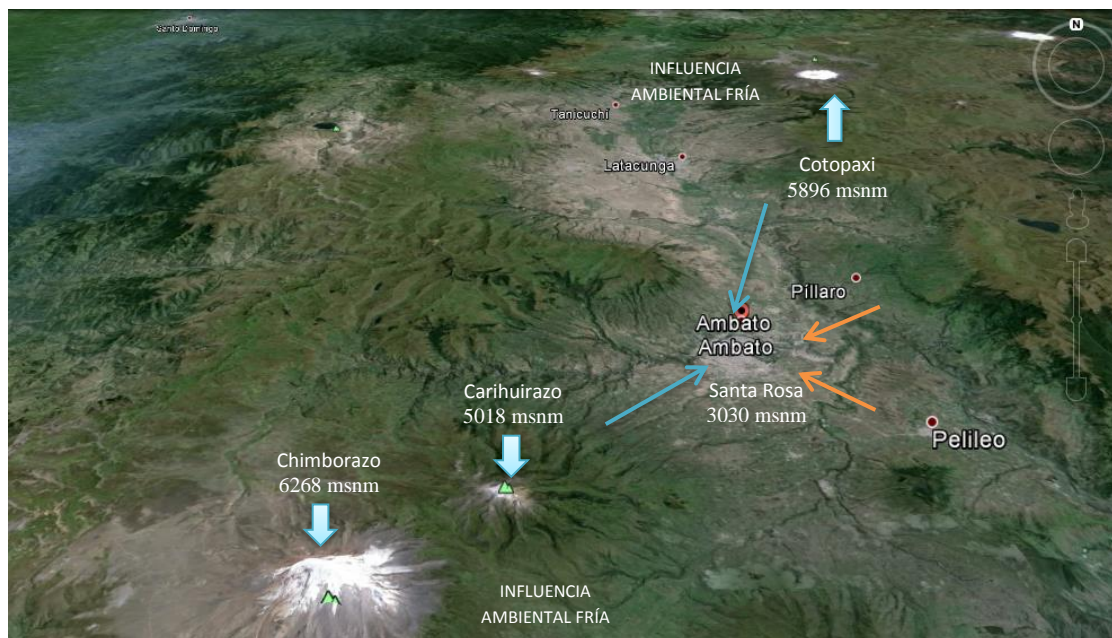 Santo Domingo
N
INFLUENCIA
AMBIENTAL FRÍA
Tanicuchi
Latacunga
Cotopaxi
5896 msnm
Píllaro
Ambato
Ambato
Carihuirazo
5018 msnm
Santa Rosa
3030 msnm
Pelileo
Chimborazo
6268 msnm
INFLUENCIA
AMBIENTAL FRÍA